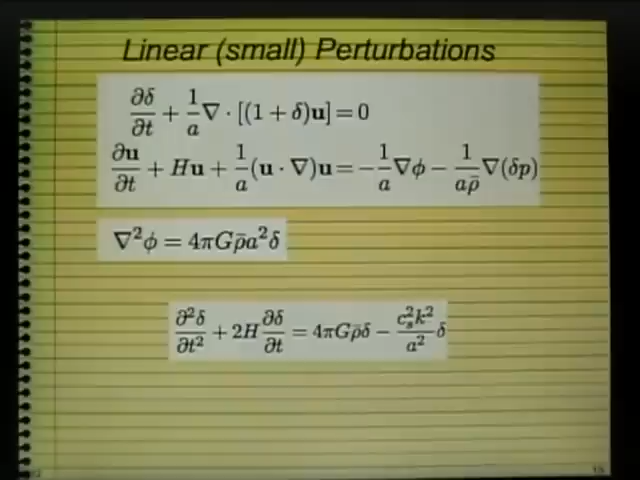 Linear (small) Perturbations
∂δ/∂t + 1/a ∇ · [(1 + δ)u] = 0
∂u/∂t + Hu + 1/a (u · ∇)u = −1/a ∇ϕ − 1/(aρ̄) ∇(δp)
∇²ϕ = 4πGρ̄a²δ
∂²δ/∂t² + 2H ∂δ/∂t = 4πGρ̄δ − c_s²k²/a² δ